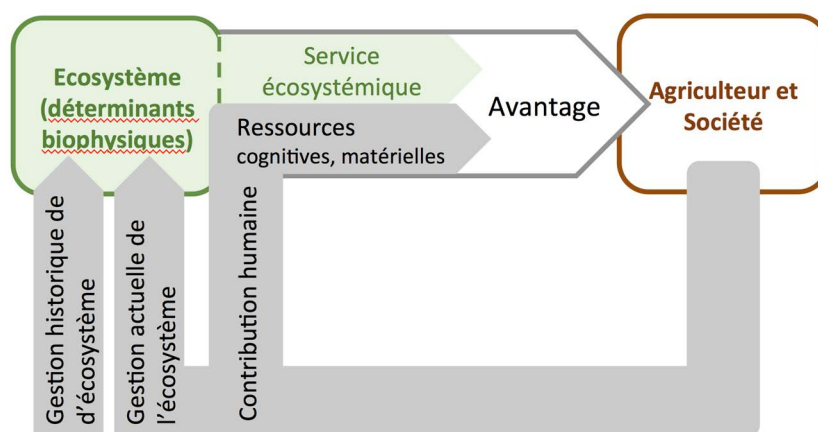 Ecosystème
(déterminants
biophysiques)
Service
écosystémique
Ressources
cognitives, matérielles
Avantage
Agriculteur et
Société
Gestion historique de
d'écosystème
Gestion actuelle de
l'écosystème
Contribution humaine